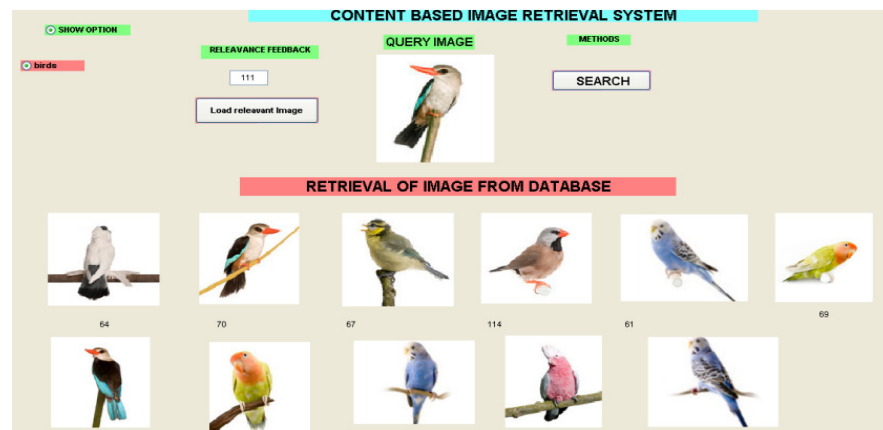 CONTENT BASED IMAGE RETRIEVAL SYSTEM
SHOW OPTION
RELEAVANCE FEEDBACK
QUERY IMAGE
METHODS
birds
111
SEARCH
Load releavant Image
RETRIEVAL OF IMAGE FROM DATABASE
64
70
67
114
61
69